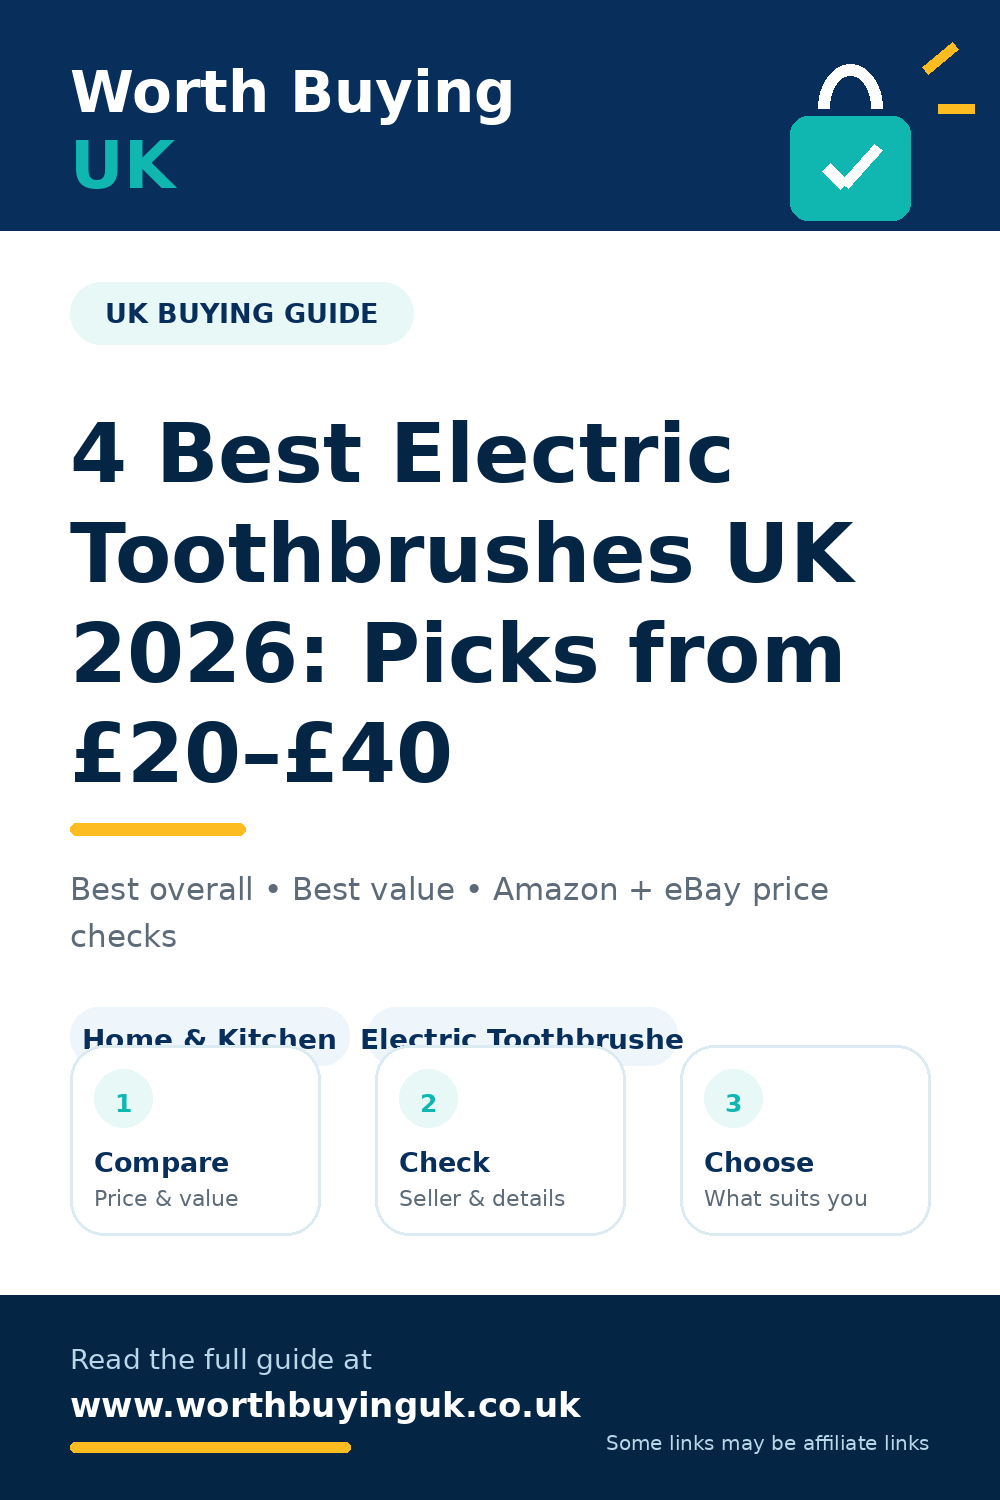 Worth Buying
UK
UK BUYING GUIDE
4 Best Electric
Toothbrushes UK
2026: Picks from
£20–£40
Best overall • Best value • Amazon + eBay price
checks
Home & Kitchen
Electric Toothbrushe
1
Compare
Price & value
2
Check
Seller & details
3
Choose
What suits you
Read the full guide at
www.worthbuyinguk.co.uk
Some links may be affiliate links